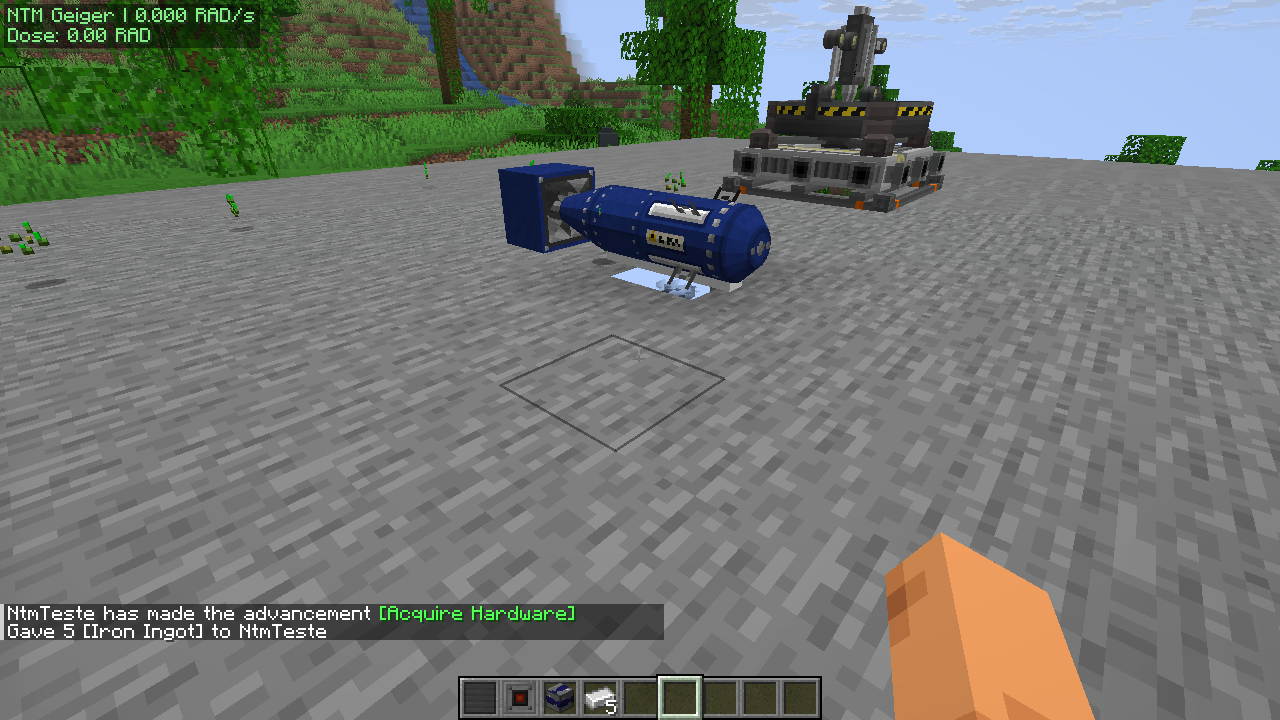 NTM Geiger | 0.000 RAD/s
Dose: 0.00 RAD
NtmTeste has made the advancement [Acquire Hardware]
Gave 5 [Iron Ingot] to NtmTeste
5